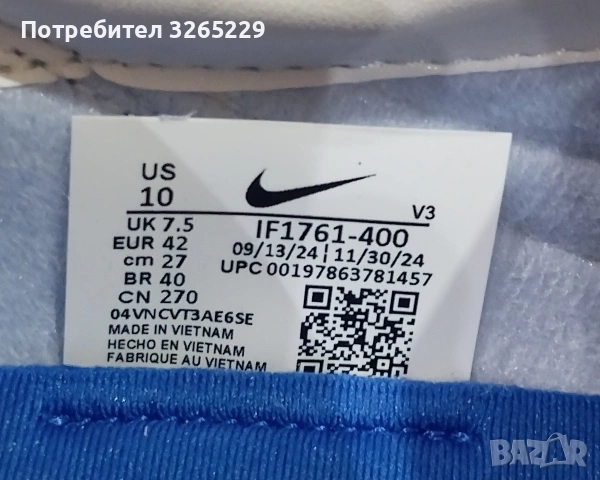 Потребител 3265229
US
10
V3
UK 7.5
EUR 42
cm 27
BR 40
CN 270
IF1761-400
09/13/24 | 11/30/24
UPC 00197863781457
04VNCVT3AE6SE
MADE IN VIETNAM
HECHO EN VIETNAM
FABRIQUE AU VIETNAM
BAZAR